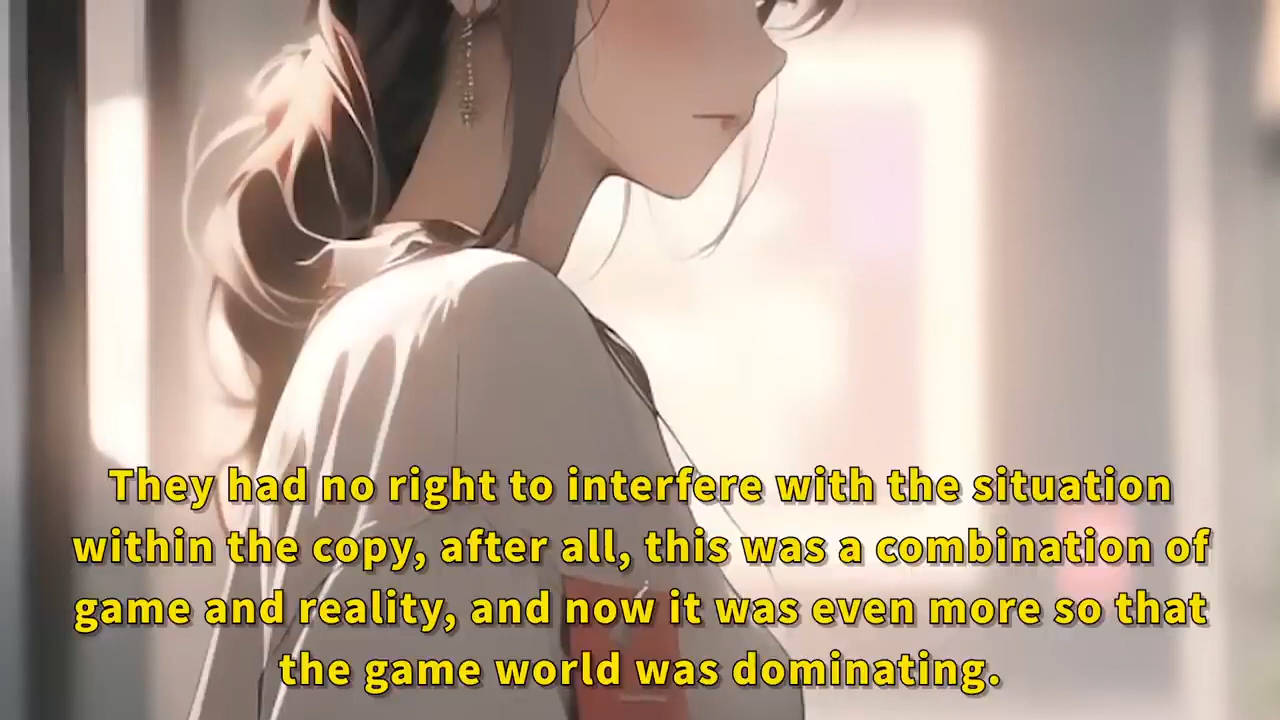 They had no right to interfere with the situation
within the copy, after all, this was a combination of
game and reality, and now it was even more so that
the game world was dominating.